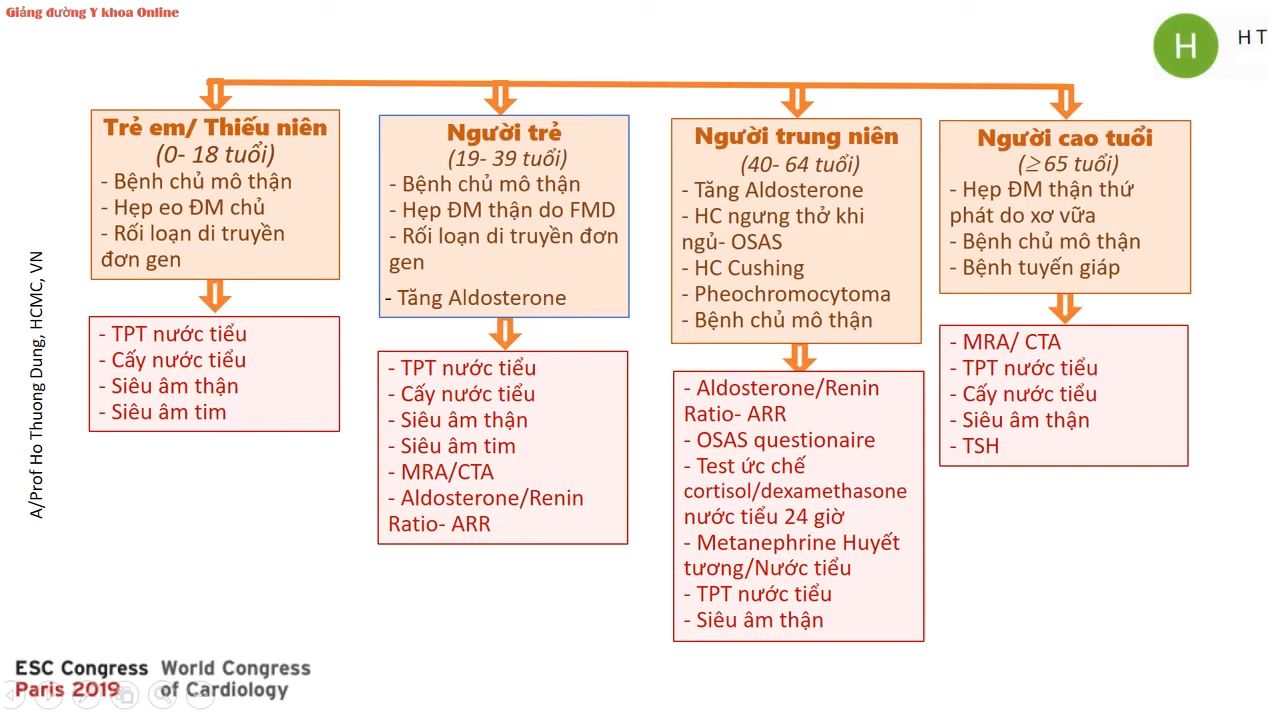 Giảng đường Y khoa Online
H
H T
Trẻ em/ Thiếu niên
(0- 18 tuổi)
- Bệnh chủ mô thận
- Hẹp eo ĐM chủ
- Rối loạn di truyền
đơn gen
- TPT nước tiểu
- Cấy nước tiểu
- Siêu âm thận
- Siêu âm tim
Người trẻ
(19- 39 tuổi)
- Bệnh chủ mô thận
- Hẹp ĐM thận do FMD
- Rối loạn di truyền đơn
gen
- Tăng Aldosterone
- TPT nước tiểu
- Cấy nước tiểu
- Siêu âm thận
- Siêu âm tim
- MRA/CTA
- Aldosterone/Renin
Ratio- ARR
Người trung niên
(40- 64 tuổi)
- Tăng Aldosterone
- HC ngưng thở khi
ngủ- OSAS
- HC Cushing
- Pheochromocytoma
- Bệnh chủ mô thận
- Aldosterone/Renin
Ratio- ARR
- OSAS questionaire
- Test ức chế
cortisol/dexamethasone
nước tiểu 24 giờ
- Metanephrine Huyết
tương/Nước tiểu
- TPT nước tiểu
- Siêu âm thận
Người cao tuổi
(≥ 65 tuổi)
- Hẹp ĐM thận thứ
phát do xơ vữa
- Bệnh chủ mô thận
- Bệnh tuyến giáp
- MRA/ CTA
- TPT nước tiểu
- Cấy nước tiểu
- Siêu âm thận
- TSH
A/Prof Ho Thuong Dung, HCMC, VN
ESC Congress World Congress
Paris 2019 of Cardiology